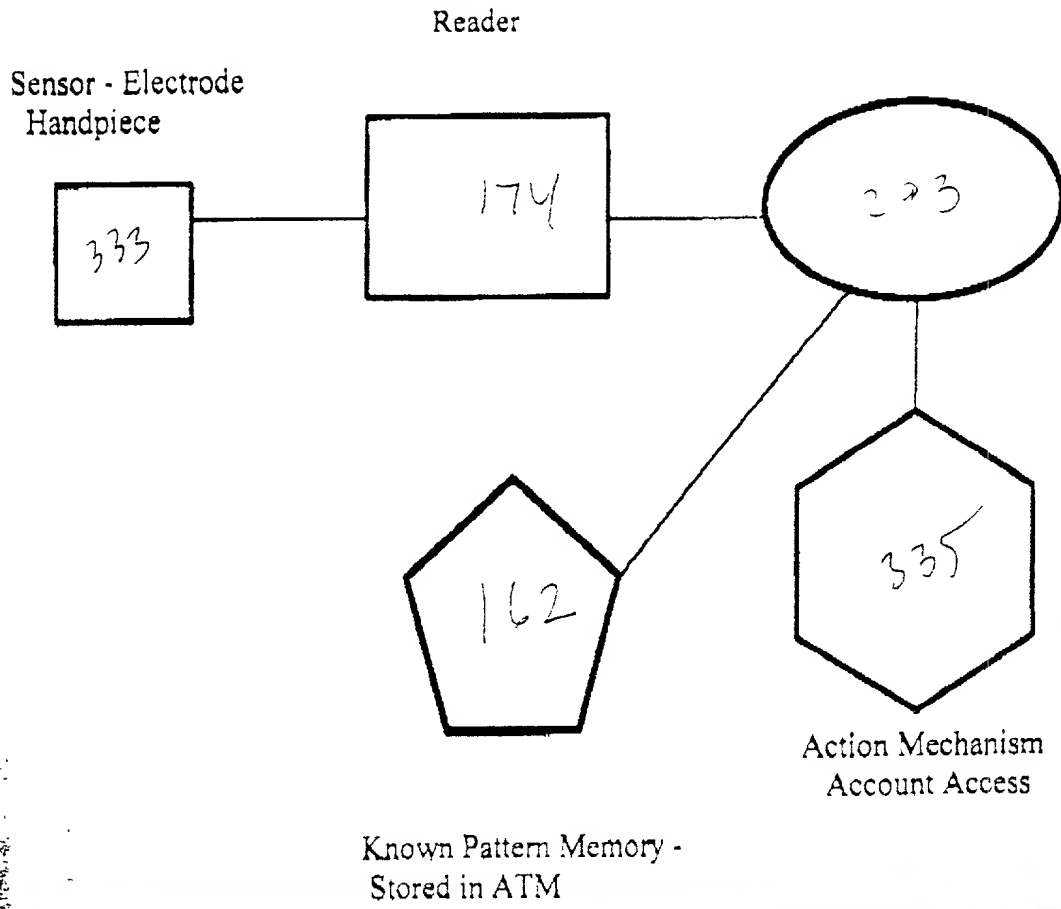 Reader
Sensor - Electrode
Handpiece
174
333
162
335
Action Mechanism
Account Access
Known Pattern Memory -
Stored in ATM